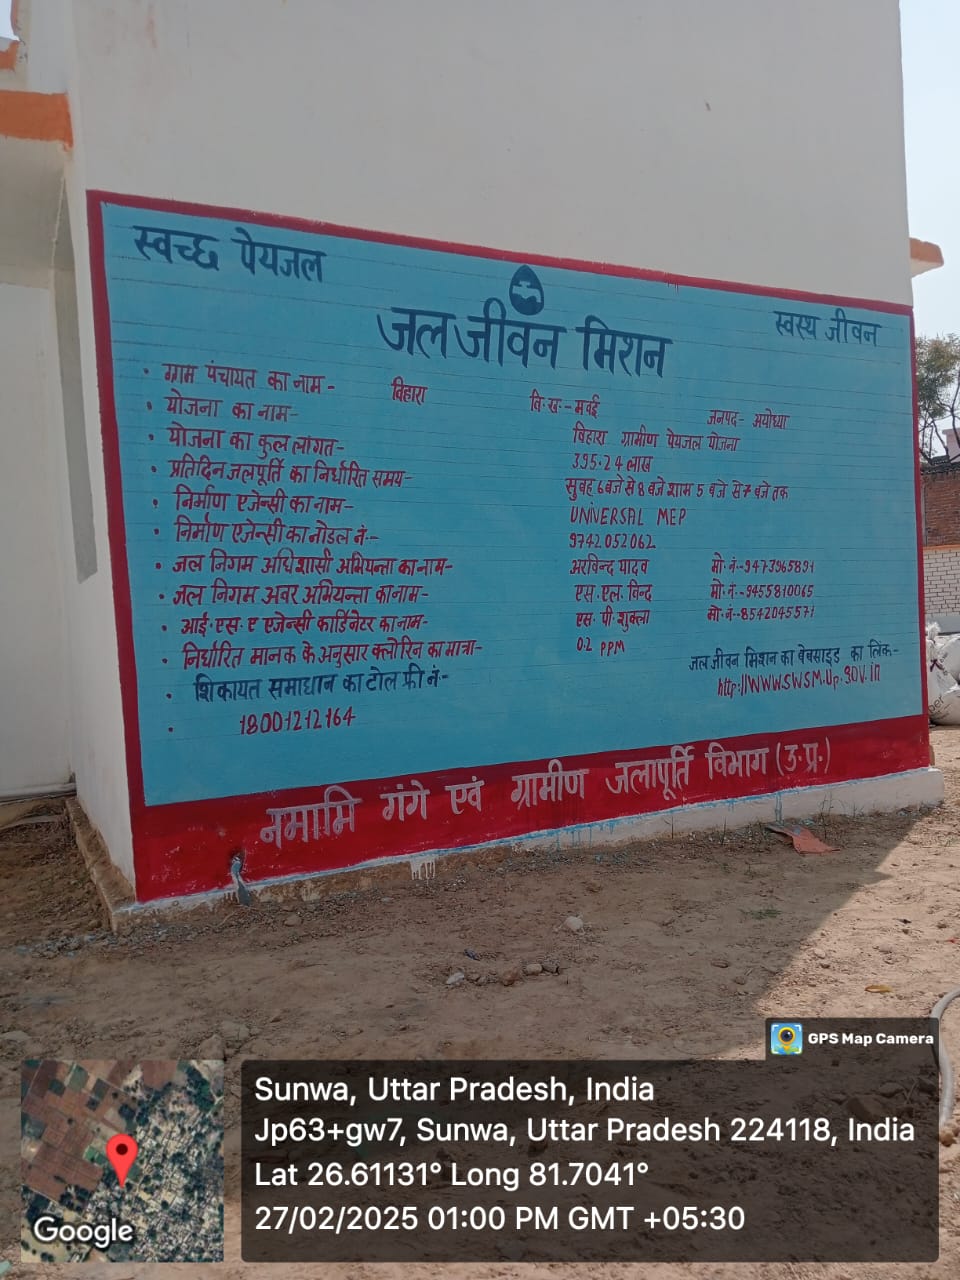 स्वच्छ पेयजल
स्वस्थ जीवन
जल जीवन मिशन
• ग्राम पंचायत का नाम- बिहारा वि.ख.- मवई जनपद- अयोध्या
• योजना का नाम- बिहारा ग्रामीण पेयजल योजना
• योजना का कुल लागत- 395.24 लाख
• प्रतिदिन जलपूर्ति का निर्धारित समय- सुबह 6 बजे से 8 बजे शाम 5 बजे से 7 बजे तक
• निर्माण एजेन्सी का नाम- UNIVERSAL MEP
• निर्माण एजेन्सी का नोडल नं.- 9742052062
• जल निगम अधिशासी अभियन्ता का नाम- अरविन्द यादव मो.नं.-9473965891
• जल निगम अवर अभियन्ता का नाम- एस.एल. बिन्द मो.नं.-9455810065
• आई.एस.ए एजेन्सी कार्डिनेटर का नाम- एस.पी शुक्ला मो.नं.-8542045571
• निर्धारित मानक के अनुसार क्लोरिन का मात्रा- 0.2 PPM
• शिकायत समाधान का टोल फ्री नं.- जल जीवन मिशन का बेबसाइड का लिंक-
• 18001212164 http://WWWSWSM.Up.gov.in
नमामि गंगे एवं ग्रामीण जलापूर्ति विभाग (उ.प्र.)
GPS Map Camera
Sunwa, Uttar Pradesh, India
Jp63+gw7, Sunwa, Uttar Pradesh 224118, India
Lat 26.61131° Long 81.7041°
27/02/2025 01:00 PM GMT +05:30
Google